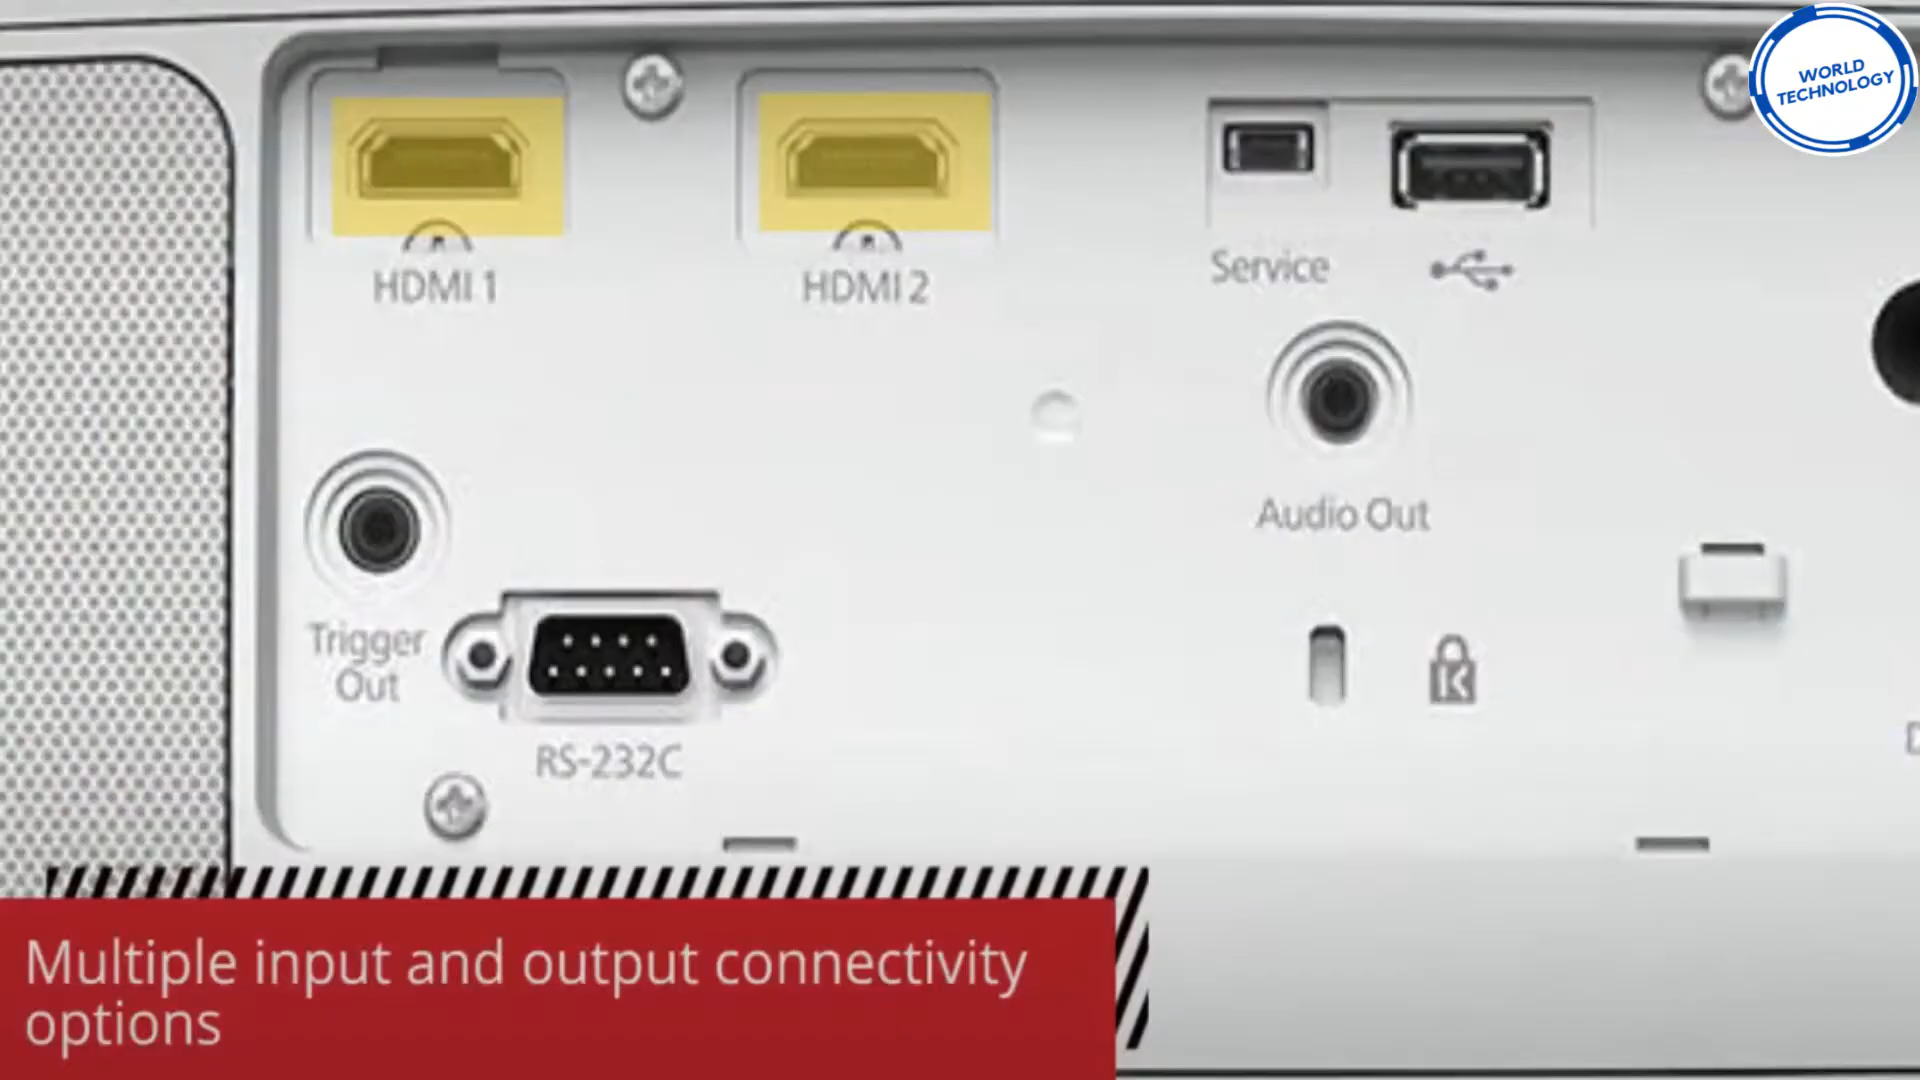 WORLD
TECHNOLOGY
HDMI 1
HDMI 2
Service
Audio Out
Trigger
Out
RS-232C
Multiple input and output connectivity
options